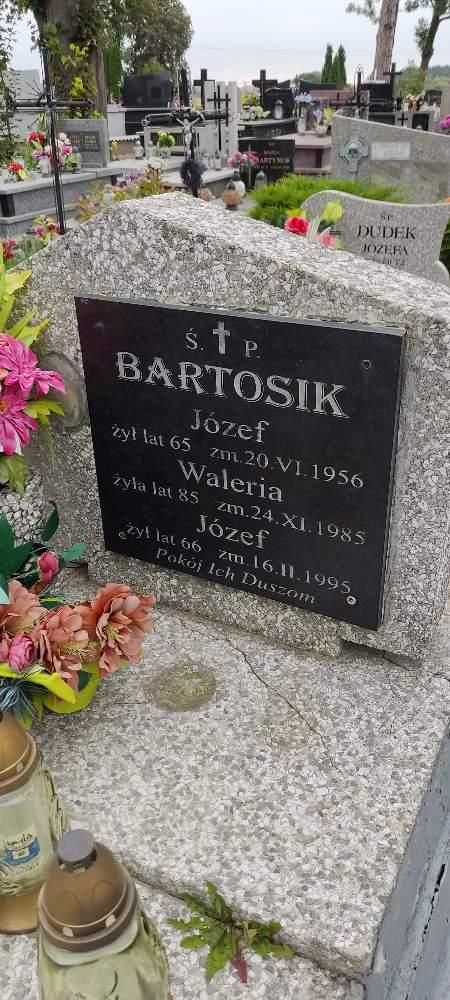 Ś. P.
BARTOSIK
Józef
żył lat 65 zm.20.VI.1956
Waleria
żyła lat 85 zm.24.XI.1985
Józef
żył lat 66 zm.16.II.1995
Pokój Ich Duszom
Ś.P.
DUDEK
JÓZEFA
MARTYNUS